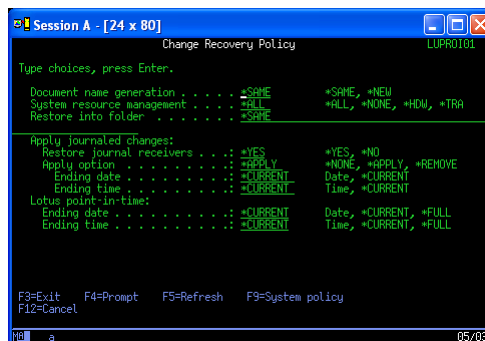 Session A - [24 x 80]
Change Recovery Policy LUPROI01
Type choices, press Enter.
Document name generation . . . . . *SAME *SAME, *NEW
System resource management . . . . *ALL *ALL, *NONE, *HDW, *TRA
Restore into folder . . . . . . . *SAME
Apply journaled changes:
Restore journal receivers . . . .: *YES *YES, *NO
Apply option . . . . . . . . . .: *APPLY *NONE, *APPLY, *REMOVE
Ending date . . . . . . . . . .: *CURRENT Date, *CURRENT
Ending time . . . . . . . . . .: *CURRENT Time, *CURRENT
Lotus point-in-time:
Ending date . . . . . . . . . . .: *CURRENT Date, *CURRENT, *FULL
Ending time . . . . . . . . . . .: *CURRENT Time, *CURRENT, *FULL
F3=Exit F4=Prompt F5=Refresh F9=System policy
F12=Cancel
MA a 05/03